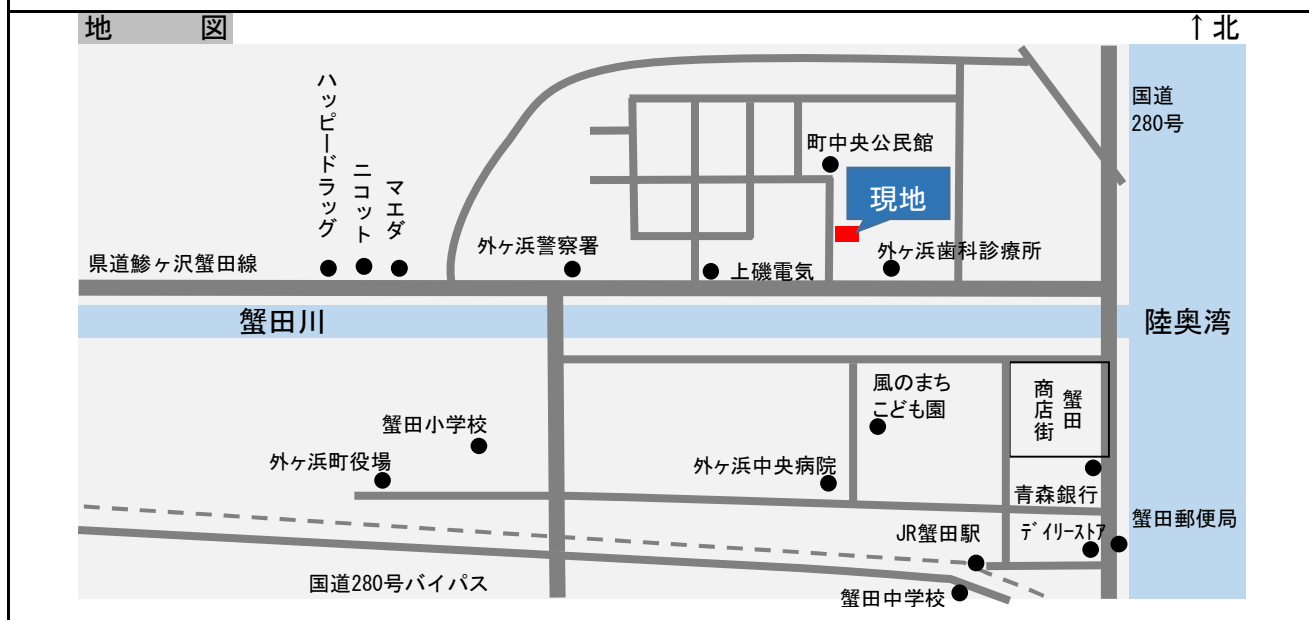 地　図
↑北
国道
280号
ハッピードラッグ
ニコット
マエダ
町中央公民館
現地
外ヶ浜警察署
外ヶ浜歯科診療所
県道鯵ヶ沢蟹田線
上磯電気
蟹田川
陸奥湾
風のまち
こども園
蟹田
商店街
蟹田小学校
外ヶ浜町役場
外ヶ浜中央病院
青森銀行
蟹田郵便局
JR蟹田駅
ﾃﾞｲﾘｰｽﾄｱ
国道280号バイパス
蟹田中学校